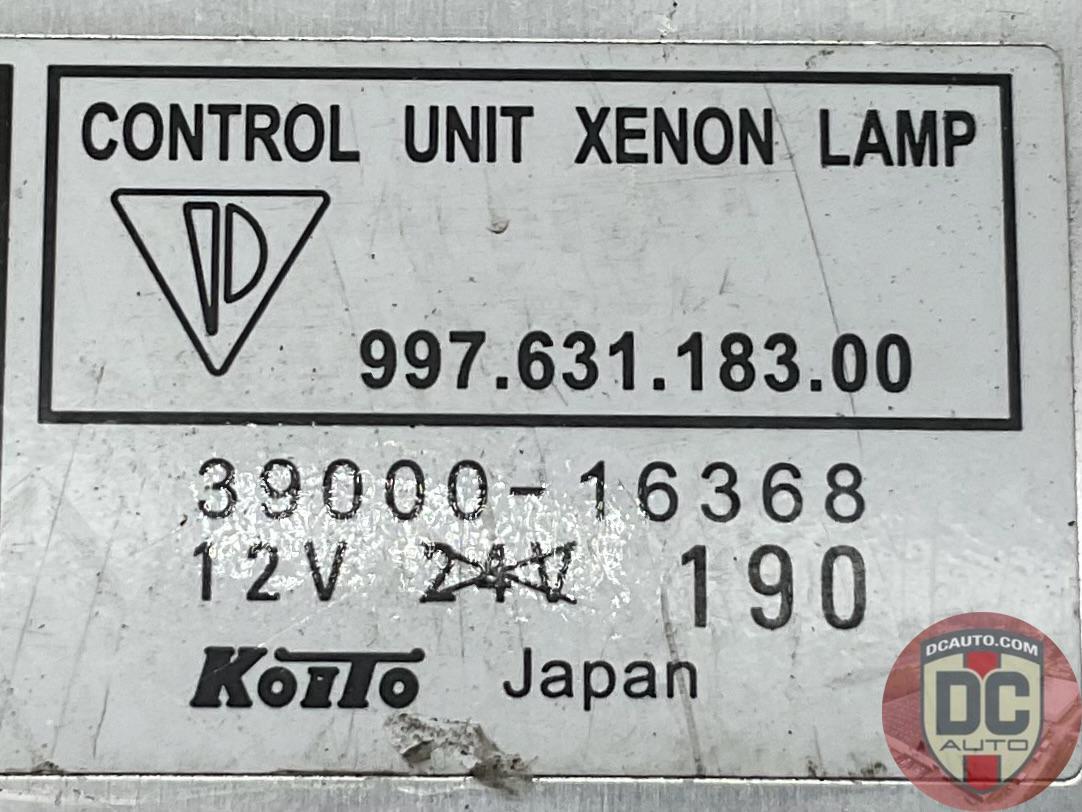 CONTROL UNIT XENON LAMP
997.631.183.00
39000-16368
12V 24V 190
KOITO Japan
DCAUTO.COM
DC
AUTO